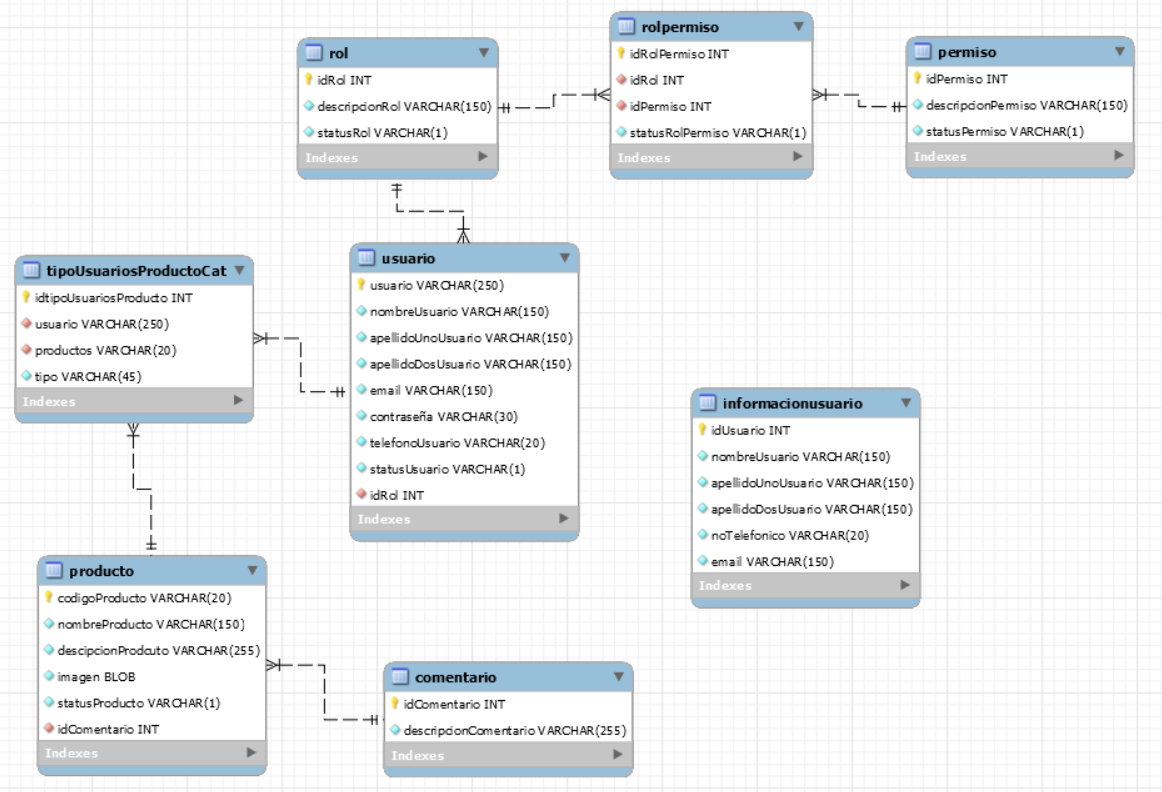 rol
idRol INT
descripcionRol VARCHAR(150)
statusRol VARCHAR(1)
Indexes
rolpermiso
idRolPermiso INT
idRol INT
idPermiso INT
statusRolPermiso VARCHAR(1)
Indexes
permiso
idPermiso INT
descripcionPermiso VARCHAR(150)
statusPermiso VARCHAR(1)
Indexes
tipoUsuariosProductoCat
idtipoUsuariosProducto INT
usuario VARCHAR(250)
productos VARCHAR(20)
tipo VARCHAR(45)
Indexes
usuario
usuario VARCHAR(250)
nombreUsuario VARCHAR(150)
apellidoUnoUsuario VARCHAR(150)
apellidoDosUsuario VARCHAR(150)
email VARCHAR(150)
contraseña VARCHAR(30)
telefonoUsuario VARCHAR(20)
statusUsuario VARCHAR(1)
idRol INT
Indexes
informacionusuario
idUsuario INT
nombreUsuario VARCHAR(150)
apellidoUnoUsuario VARCHAR(150)
apellidoDosUsuario VARCHAR(150)
noTelefonico VARCHAR(20)
email VARCHAR(150)
Indexes
producto
codigoProducto VARCHAR(20)
nombreProducto VARCHAR(150)
descipcionProdcuto VARCHAR(255)
imagen BLOB
statusProducto VARCHAR(1)
idComentario INT
Indexes
comentario
idComentario INT
descripcionComentario VARCHAR(255)
Indexes